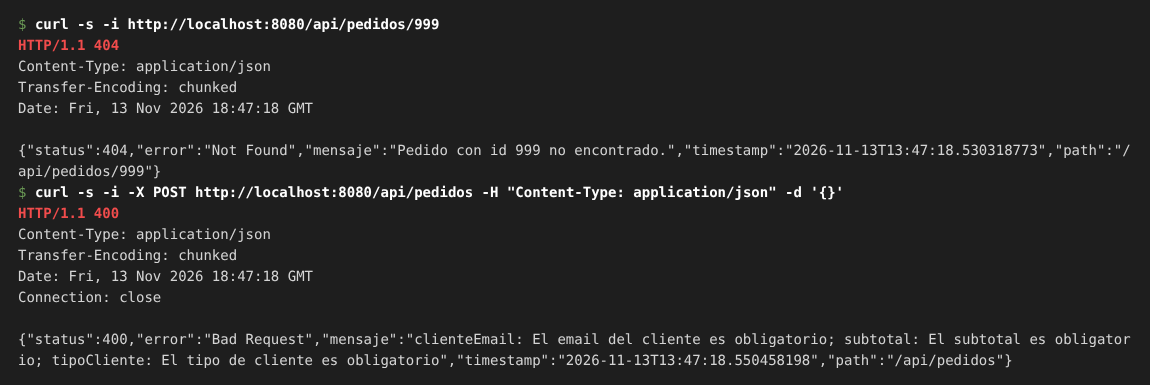 $ curl -s -i http://localhost:8080/api/pedidos/999
HTTP/1.1 404
Content-Type: application/json
Transfer-Encoding: chunked
Date: Fri, 13 Nov 2026 18:47:18 GMT

{"status":404,"error":"Not Found","mensaje":"Pedido con id 999 no encontrado.","timestamp":"2026-11-13T13:47:18.530318773","path":"/
api/pedidos/999"}
$ curl -s -i -X POST http://localhost:8080/api/pedidos -H "Content-Type: application/json" -d '{}'
HTTP/1.1 400
Content-Type: application/json
Transfer-Encoding: chunked
Date: Fri, 13 Nov 2026 18:47:18 GMT
Connection: close

{"status":400,"error":"Bad Request","mensaje":"clienteEmail: El email del cliente es obligatorio; subtotal: El subtotal es obligator
io; tipoCliente: El tipo de cliente es obligatorio","timestamp":"2026-11-13T13:47:18.550458198","path":"/api/pedidos"}